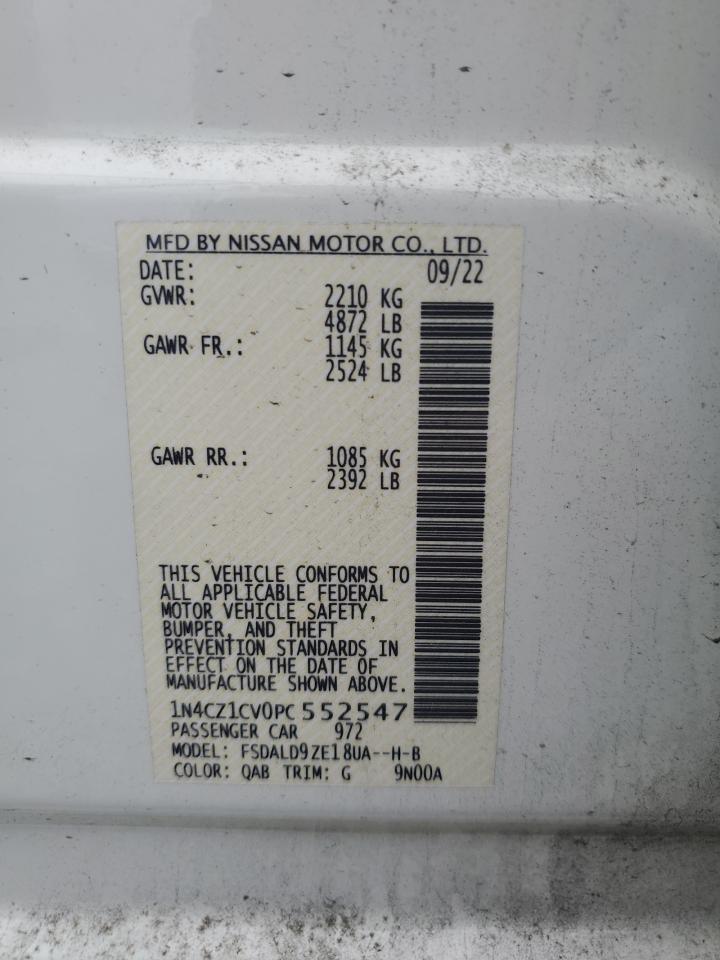 MFD BY NISSAN MOTOR CO., LTD.
DATE: 09/22
GVWR: 2210 KG
4872 LB
GAWR FR.: 1145 KG
2524 LB
GAWR RR.: 1085 KG
2392 LB
THIS VEHICLE CONFORMS TO
ALL APPLICABLE FEDERAL
MOTOR VEHICLE SAFETY,
BUMPER, AND THEFT
PREVENTION STANDARDS IN
EFFECT ON THE DATE OF
MANUFACTURE SHOWN ABOVE.
1N4CZ1CV0PC552547
PASSENGER CAR 972
MODEL: FSDALD9ZE18UA--H-B
COLOR: QAB TRIM: G 9N00A